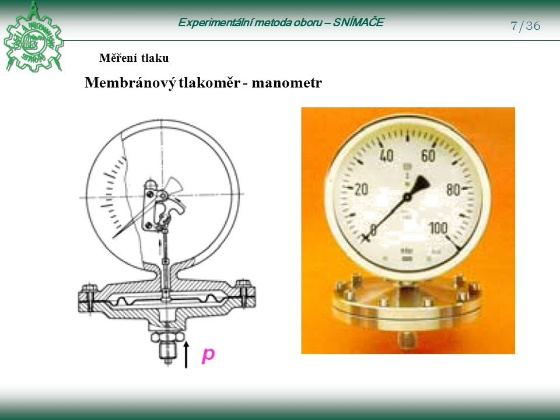 Experimentální metoda oboru – SNÍMAČE
7/36
Měření tlaku
Membránový tlakoměr - manometr
40 60
20 80
0 100
p